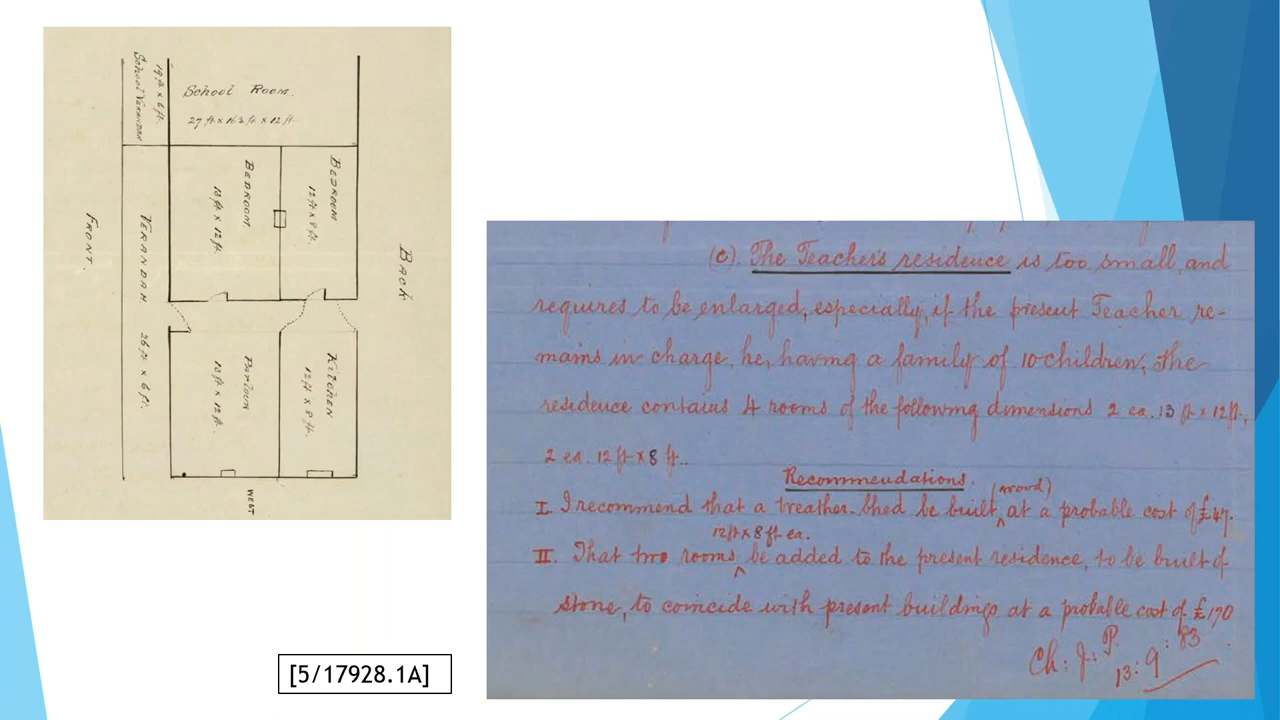 School Room.
27 ft x 16½ ft x 12 ft
19 ft x 6 ft.
School Verandah
Bedroom
12 ft x 8 ft.
Bedroom.
13 ft x 12 ft.
Back
Verandah 26 ft. x 6 ft.
Front.
Kitchen
12 ft x 8 ft.
Parlour
13 ft x 12 ft.
West
(c). The Teacher's residence is too small, and
requires to be enlarged, especially, if the present Teacher re-
mains in charge, he, having a family of 10 children, The
residence contains 4 rooms of the following dimensions 2 ea. 13 ft x 12 ft,
2 ea. 12 ft x 8 ft..
Recommendations.
(wood)
I. I recommend that a weather-shed be built, at a probable cost of £47.
12 ft x 8 ft ea.
II. That two rooms be added to the present residence, to be built of
stone, to coincide with present buildings at a probable cost of £170
Ch: J: P.
13: 9: 83
[5/17928.1A]